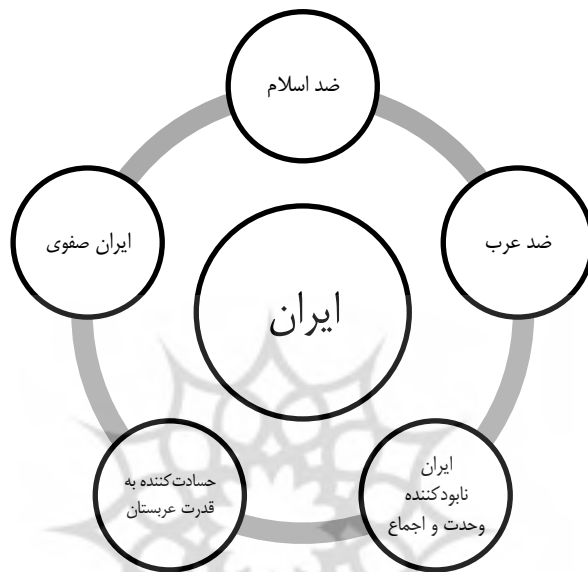 ضد اسلام
ضد عرب
ایران صفوی
ایران
ایران
نابودکننده
وحدت و اجماع
حسادت‌کننده به
قدرت عربستان